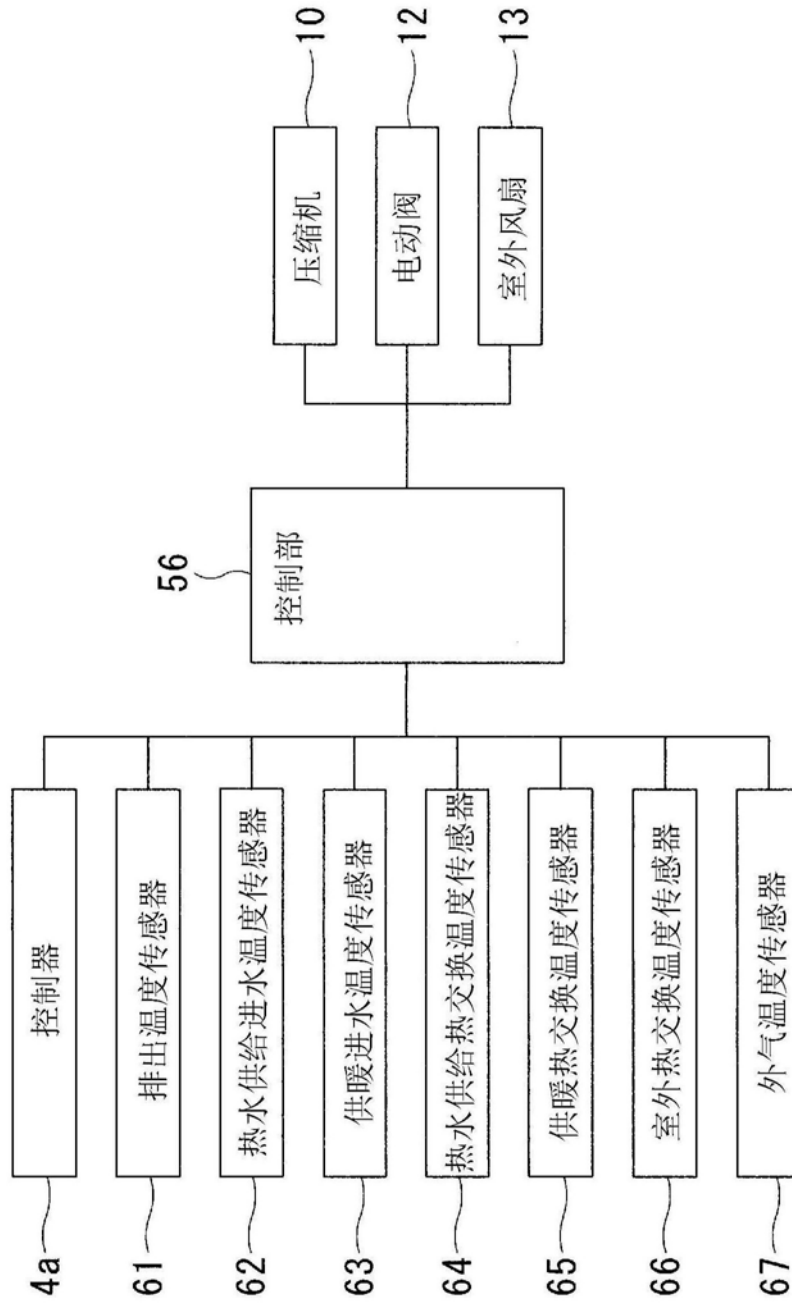 4a
控制器
61
排出温度传感器
62
热水供给进水温度传感器
63
供暖进水温度传感器
64
热水供给热交换温度传感器
65
供暖热交换温度传感器
66
室外热交换温度传感器
67
外气温度传感器
56
控制部
压缩机
10
电动阀
12
室外风扇
13